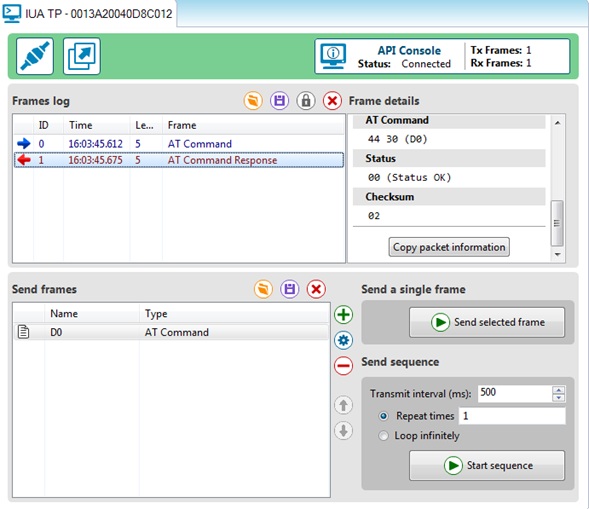 IUA TP - 0013A20040D8C012
API Console
Status: Connected
Tx Frames: 1
Rx Frames: 1
Frames log
ID Time Le... Frame
0 16:03:45.612 5 AT Command
1 16:03:45.675 5 AT Command Response
Frame details
AT Command
44 30 (D0)
Status
00 (Status OK)
Checksum
02
Copy packet information
Send frames
Name Type
D0 AT Command
Send a single frame
Send selected frame
Send sequence
Transmit interval (ms): 500
Repeat times 1
Loop infinitely
Start sequence